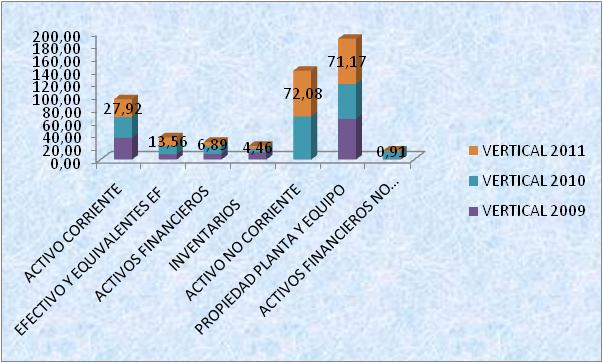 200,00
180,00
160,00
140,00
120,00
100,00
80,00
60,00
40,00
20,00
0,00
27,92
13,56
6,89
4,46
72,08
71,17
0,91
ACTIVO CORRIENTE
EFECTIVO Y EQUIVALENTES EF
ACTIVOS FINANCIEROS
INVENTARIOS
ACTIVO NO CORRIENTE
PROPIEDAD PLANTA Y EQUIPO
ACTIVOS FINANCIEROS NO...
VERTICAL 2011
VERTICAL 2010
VERTICAL 2009